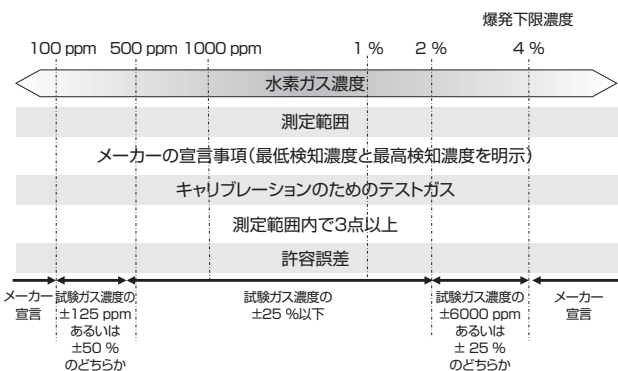 爆発下限濃度
100 ppm 500 ppm 1000 ppm 1 % 2 % 4 %
水素ガス濃度
測定範囲
メーカーの宣言事項(最低検知濃度と最高検知濃度を明示)
キャリブレーションのためのテストガス
測定範囲内で3点以上
許容誤差
メーカー
宣言
試験ガス濃度の
±125 ppm
あるいは
±50 %
のどちらか
試験ガス濃度の
±25 %以下
試験ガス濃度の
±6000 ppm
あるいは
± 25 %
のどちらか
メーカー
宣言